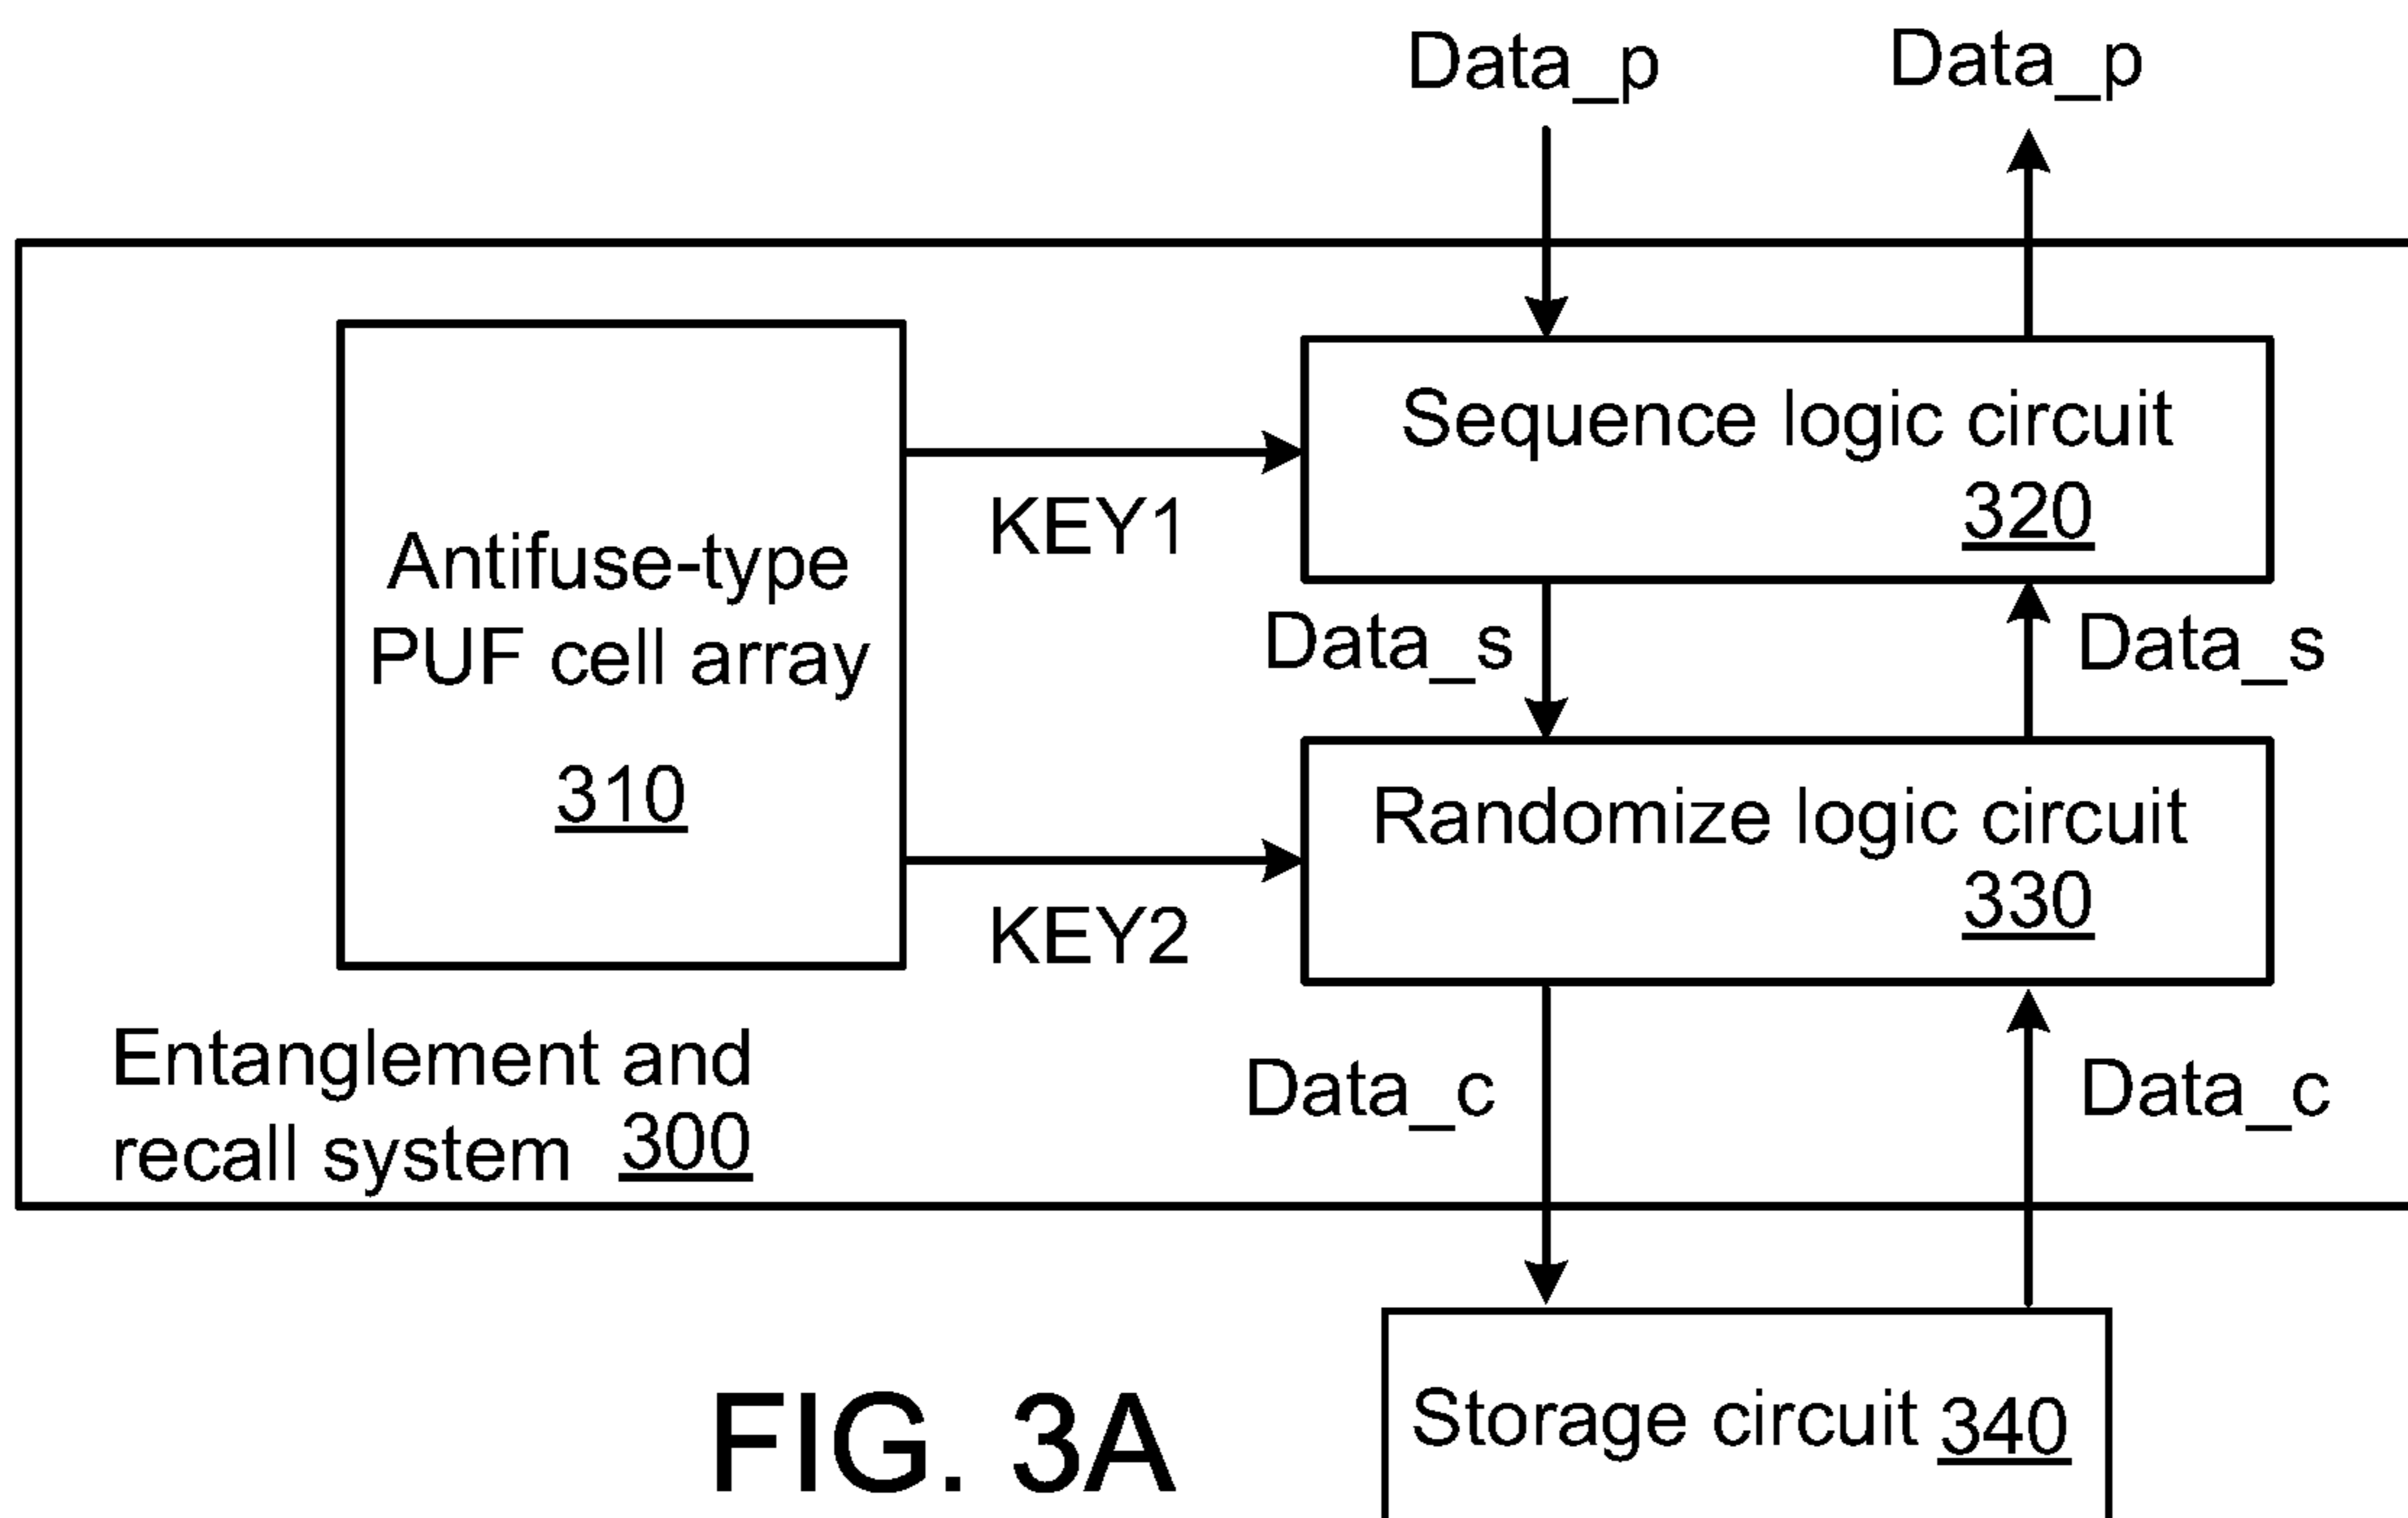 Data_p
Data_p
Sequence logic circuit
320
KEY1
Antifuse-type
PUF cell array
310
Data_s
Data_s
Randomize logic circuit
330
KEY2
Entanglement and
recall system 300
Data_c
Data_c
Storage circuit 340
FIG. 3A